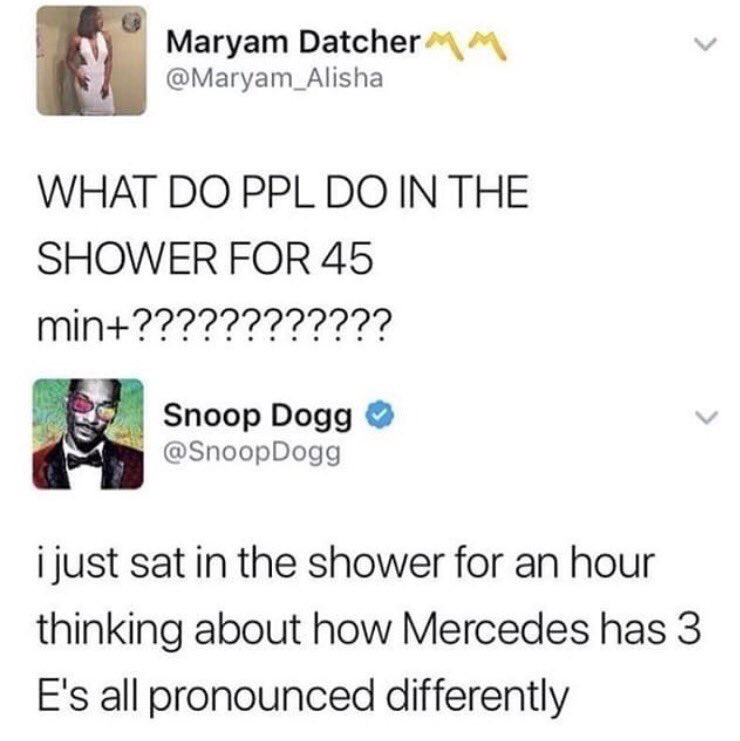 Maryam Datcher
@Maryam_Alisha
WHAT DO PPL DO IN THE
SHOWER FOR 45
min+????????????
Snoop Dogg
@SnoopDogg
i just sat in the shower for an hour
thinking about how Mercedes has 3
E's all pronounced differently